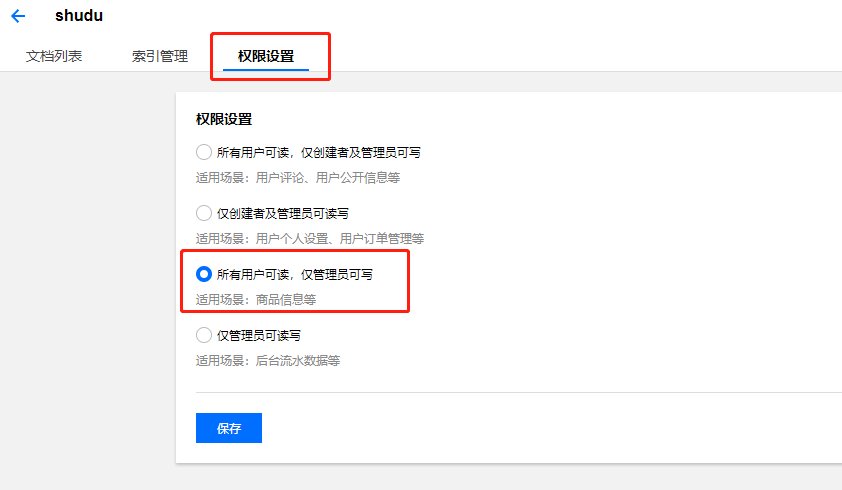 shudu
文档列表 索引管理 权限设置
权限设置
所有用户可读，仅创建者及管理员可写
适用场景：用户评论、用户公开信息等
仅创建者及管理员可读写
适用场景：用户个人设置、用户订单管理等
所有用户可读，仅管理员可写
适用场景：商品信息等
仅管理员可读写
适用场景：后台流水数据等
保存